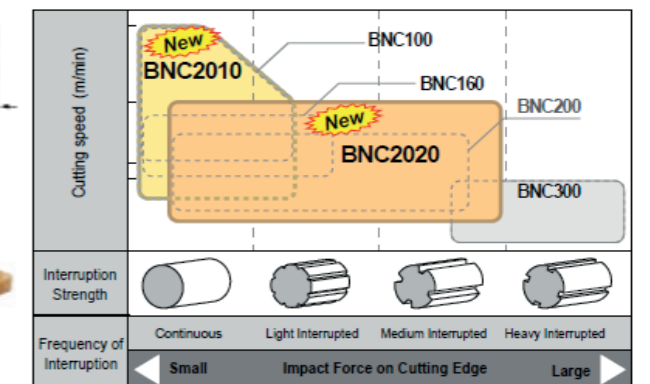 New
BNC100
BNC2010
BNC160
New
BNC200
BNC2020
BNC300
Cutting speed (m/min)
Interruption
Strength
Frequency of
Interruption
Continuous
Light Interrupted
Medium Interrupted
Heavy Interrupted
Small
Impact Force on Cutting Edge
Large